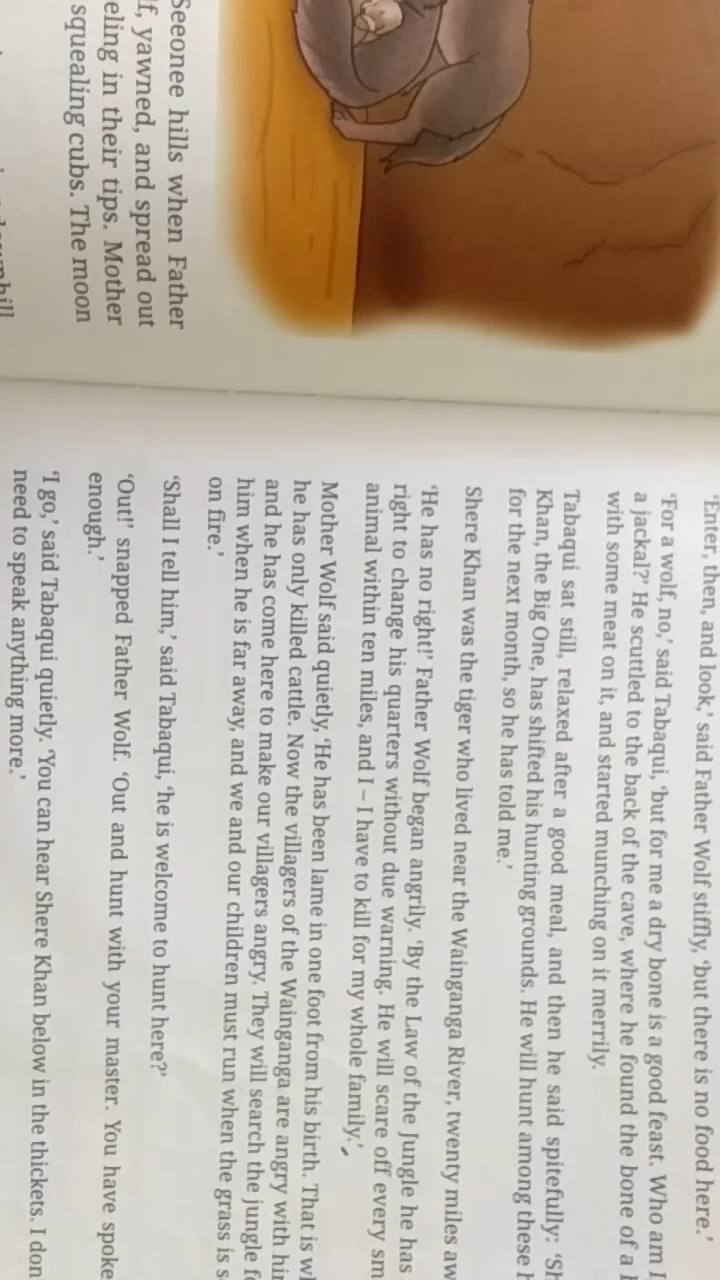 Seeonee hills when Father
lf, yawned, and spread out
eling in their tips. Mother
squealing cubs. The moon
downhill
‘Enter, then, and look,’ said Father Wolf stiffly, ‘but there is no food here.’
‘For a wolf, no,’ said Tabaqui, ‘but for me a dry bone is a good feast. Who am I
a jackal?’ He scuttled to the back of the cave, where he found the bone of a
with some meat on it, and started munching on it merrily.
Tabaqui sat still, relaxed after a good meal, and then he said spitefully: ‘Sh
Khan, the Big One, has shifted his hunting grounds. He will hunt among these h
for the next month, so he has told me.’
Shere Khan was the tiger who lived near the Wainganga River, twenty miles aw
‘He has no right!’ Father Wolf began angrily. ‘By the Law of the Jungle he has
right to change his quarters without due warning. He will scare off every sm
animal within ten miles, and I – I have to kill for my whole family.’
Mother Wolf said quietly, ‘He has been lame in one foot from his birth. That is wh
he has only killed cattle. Now the villagers of the Wainganga are angry with hi
and he has come here to make our villagers angry. They will search the jungle f
him when he is far away, and we and our children must run when the grass is s
on fire.’
‘Shall I tell him,’ said Tabaqui, ‘he is welcome to hunt here?’
‘Out!’ snapped Father Wolf. ‘Out and hunt with your master. You have spoke
enough.’
‘I go,’ said Tabaqui quietly. ‘You can hear Shere Khan below in the thickets. I don
need to speak anything more.’